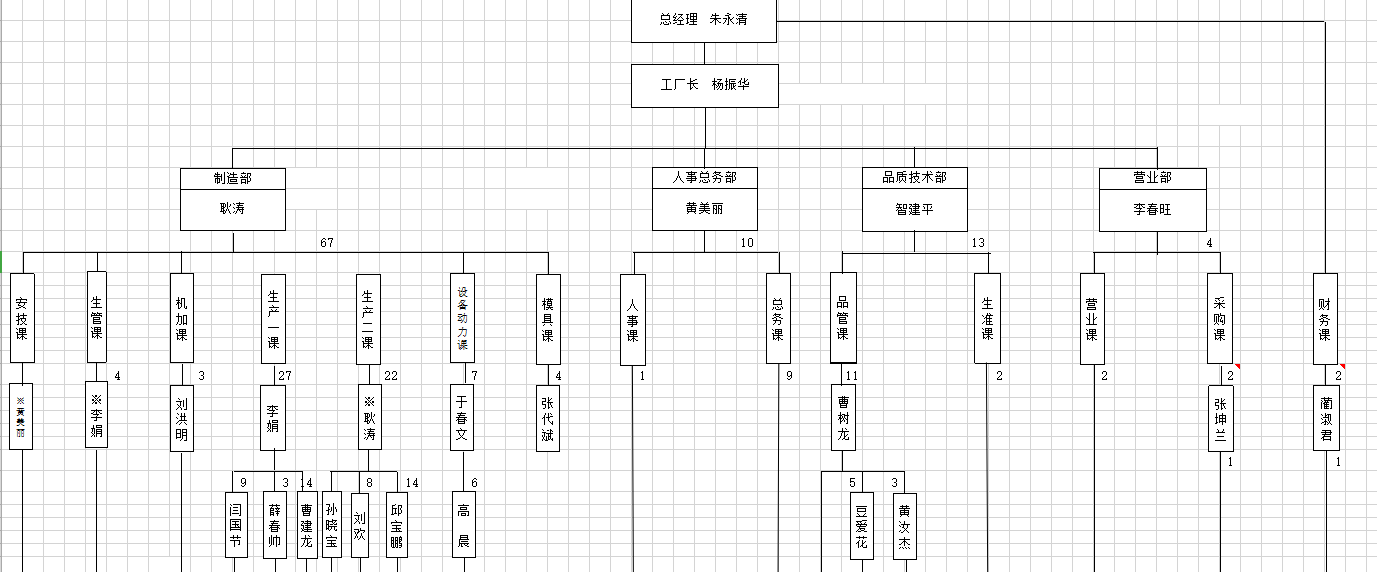 总经理 朱永清
工厂长 杨振华
制造部
耿涛
人事总务部
黄美丽
品质技术部
智建平
营业部
李春旺
67
10
13
4
安技课
生管课
机加课
生产一课
生产二课
设备动力课
模具课
人事课
总务课
品管课
生准课
营业课
采购课
财务课
4
3
27
22
7
4
1
9
11
2
2
2
2
※黄美丽
※李娟
刘洪明
李娟
※耿涛
于春文
张代斌
曹树龙
张坤兰
蔺淑君
1
1
9
3
14
8
14
6
5
3
闫国节
薛春帅
曹建龙
孙晓宝
刘欢
邱宝鹏
高晨
豆爱花
黄汝杰